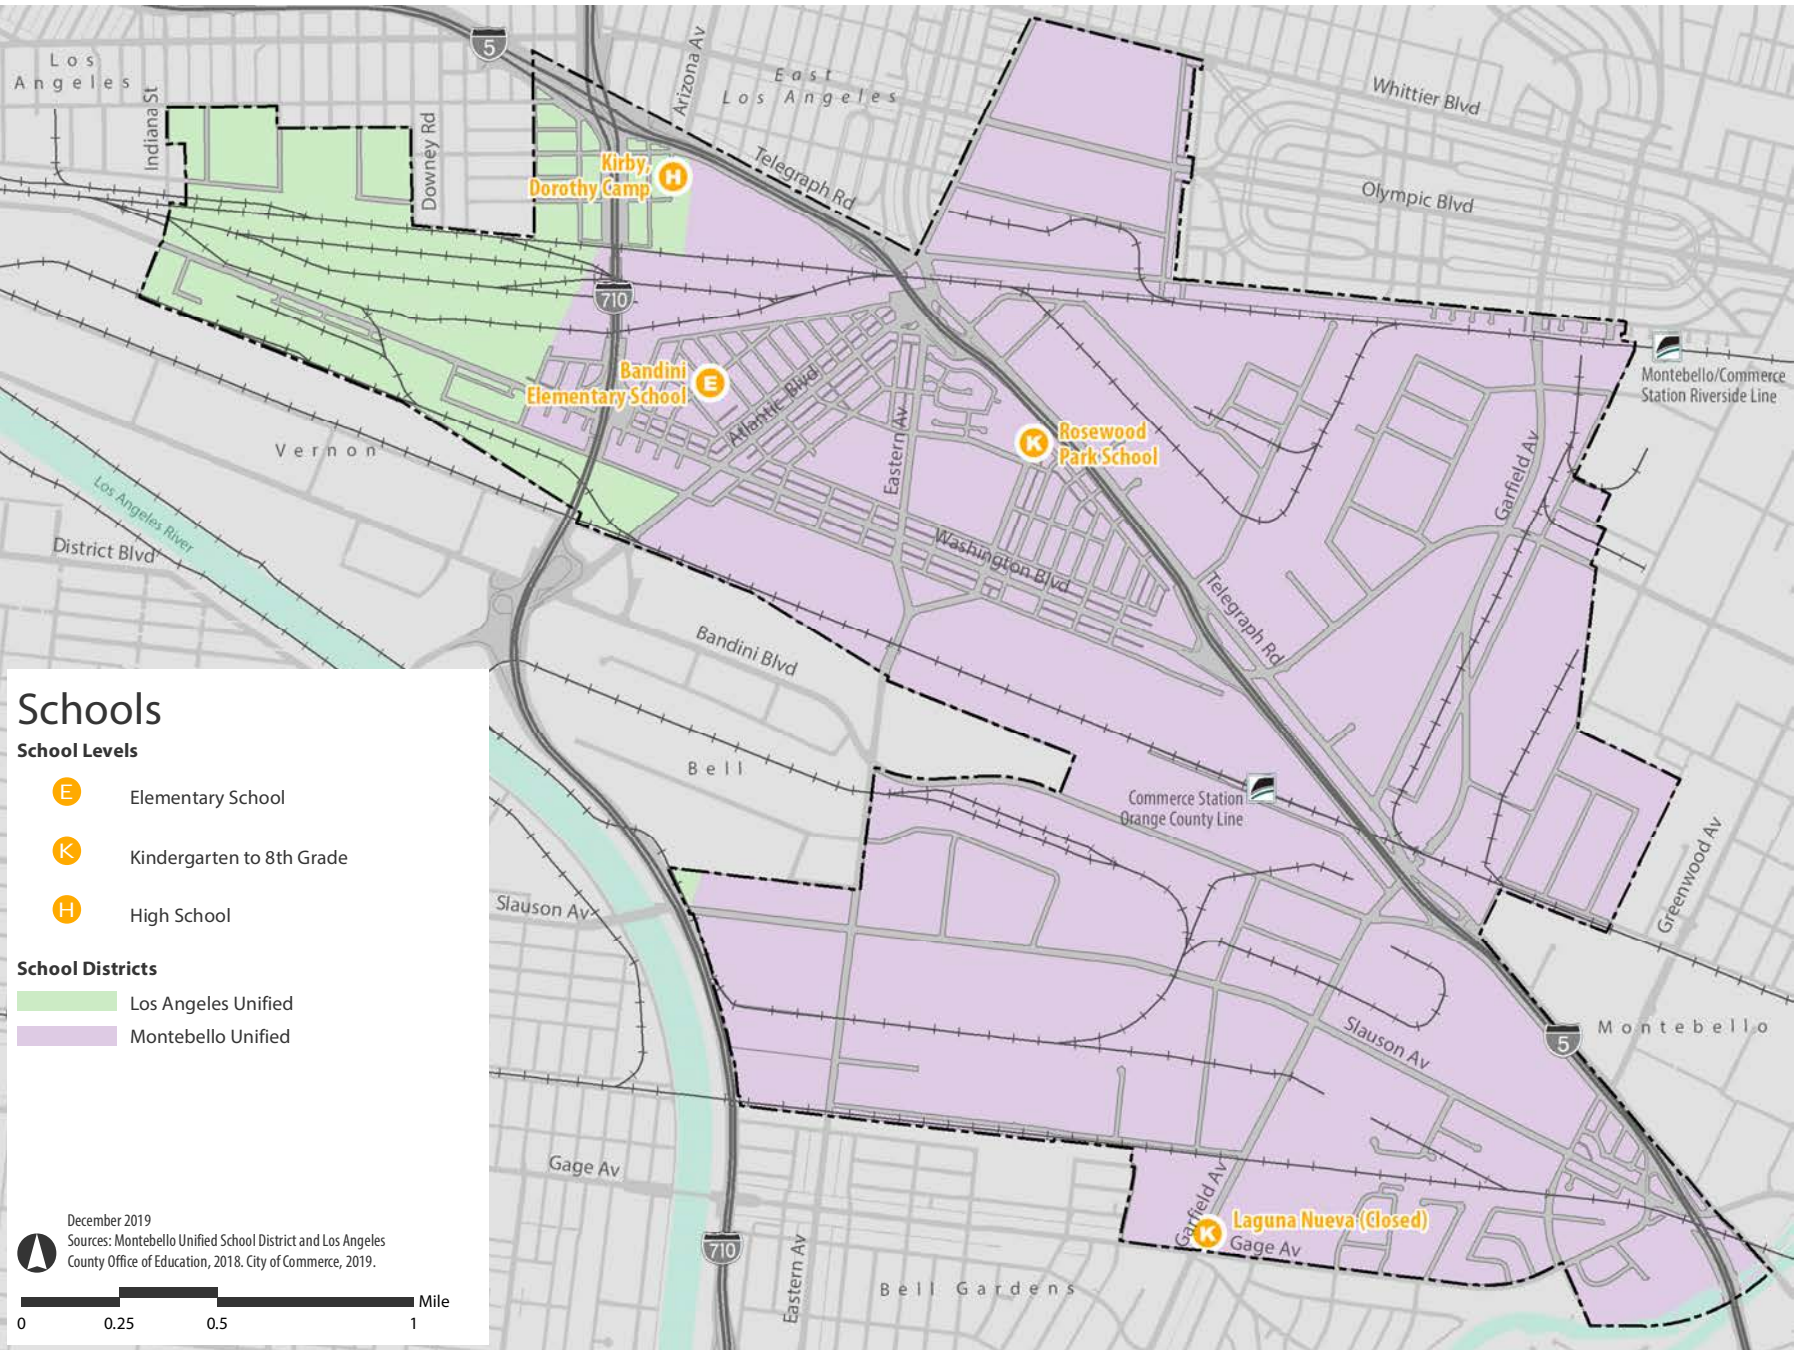 Los
Angeles
Indiana St
Downey Rd
5
Arizona Av
East
Los Angeles
Telegraph Rd
Whittier Blvd
Olympic Blvd
Kirby,
Dorothy Camp
H
710
Bandini
Elementary School
E
Atlantic Blvd
Eastern Av
K
Rosewood
Park School
Garfield Av
Montebello/Commerce
Station Riverside Line
Vernon
Los Angeles River
District Blvd
Washington Blvd
Telegraph Rd
Bandini Blvd
Bell
Commerce Station
Orange County Line
Greenwood Av
Slauson Av
Slauson Av
5
Montebello
Gage Av
710
Eastern Av
Garfield Av
K
Laguna Nueva (Closed)
Gage Av
Bell Gardens
Schools
School Levels
E
Elementary School
K
Kindergarten to 8th Grade
H
High School
School Districts
Los Angeles Unified
Montebello Unified
December 2019
Sources: Montebello Unified School District and Los Angeles
County Office of Education, 2018. City of Commerce, 2019.
Mile
0 0.25 0.5 1